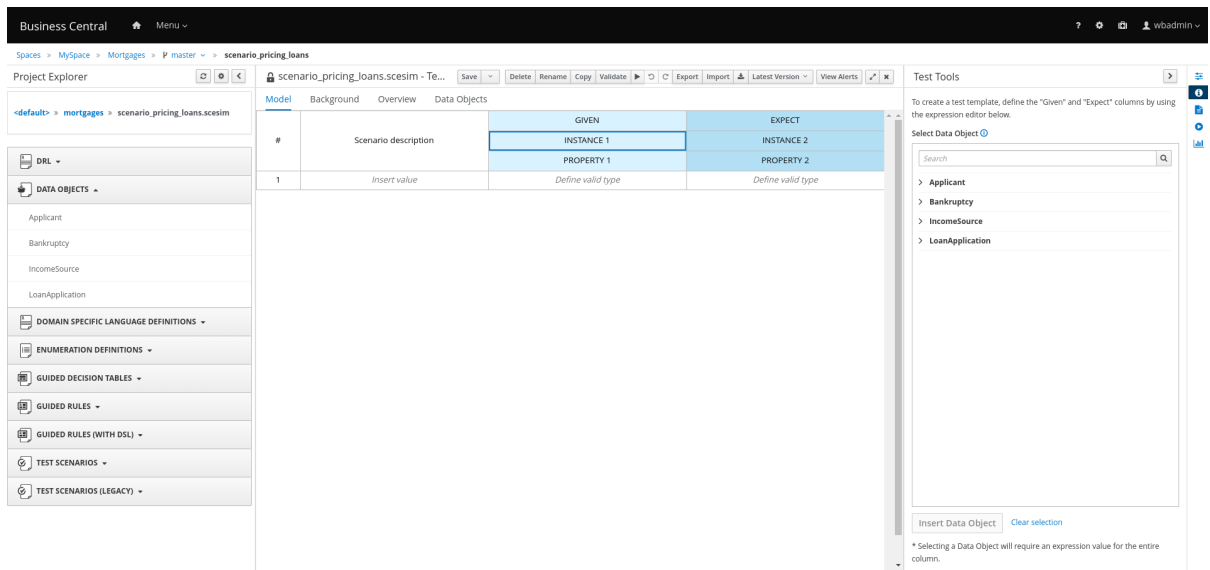 Business Central Menu ? wbadmin
Spaces » MySpace » Mortgages » master » scenario_pricing_loans
Project Explorer
<default> » mortgages » scenario_pricing_loans.scesim
DRL
DATA OBJECTS
Applicant
Bankruptcy
IncomeSource
LoanApplication
DOMAIN SPECIFIC LANGUAGE DEFINITIONS
ENUMERATION DEFINITIONS
GUIDED DECISION TABLES
GUIDED RULES
GUIDED RULES (WITH DSL)
TEST SCENARIOS
TEST SCENARIOS (LEGACY)
scenario_pricing_loans.scesim - Te... Save Delete Rename Copy Validate Export Import Latest Version View Alerts
Model Background Overview Data Objects
# Scenario description GIVEN EXPECT
INSTANCE 1 INSTANCE 2
PROPERTY 1 PROPERTY 2
1 Insert value Define valid type Define valid type
Test Tools
To create a test template, define the "Given" and "Expect" columns by using
the expression editor below.
Select Data Object
Search
Applicant
Bankruptcy
IncomeSource
LoanApplication
Insert Data Object Clear selection
* Selecting a Data Object will require an expression value for the entire
column.